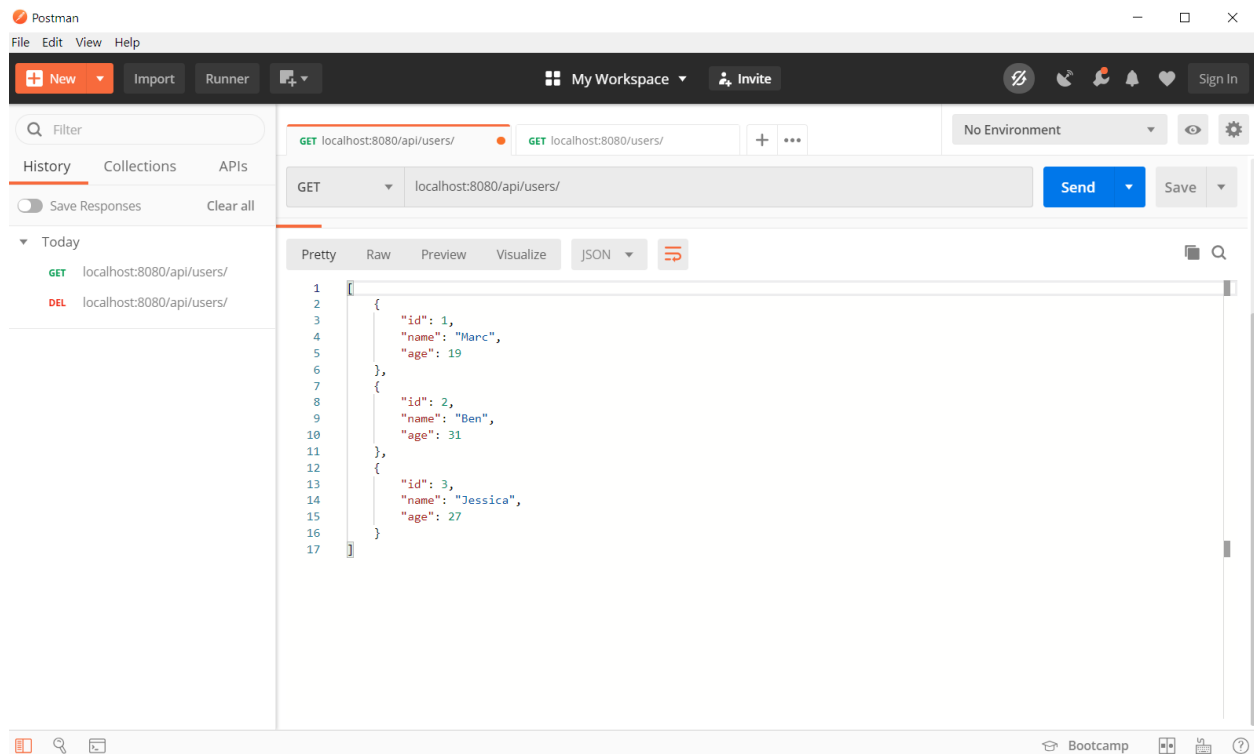 Postman
File Edit View Help
New Import Runner My Workspace Invite Sign In
Filter
History Collections APIs
Save Responses Clear all
Today
GET localhost:8080/api/users/
DEL localhost:8080/api/users/
GET localhost:8080/api/users/ GET localhost:8080/users/ No Environment
GET localhost:8080/api/users/ Send Save
Pretty Raw Preview Visualize JSON
1 [
2 {
3 "id": 1,
4 "name": "Marc",
5 "age": 19
6 },
7 {
8 "id": 2,
9 "name": "Ben",
10 "age": 31
11 },
12 {
13 "id": 3,
14 "name": "Jessica",
15 "age": 27
16 }
17 ]
Bootcamp